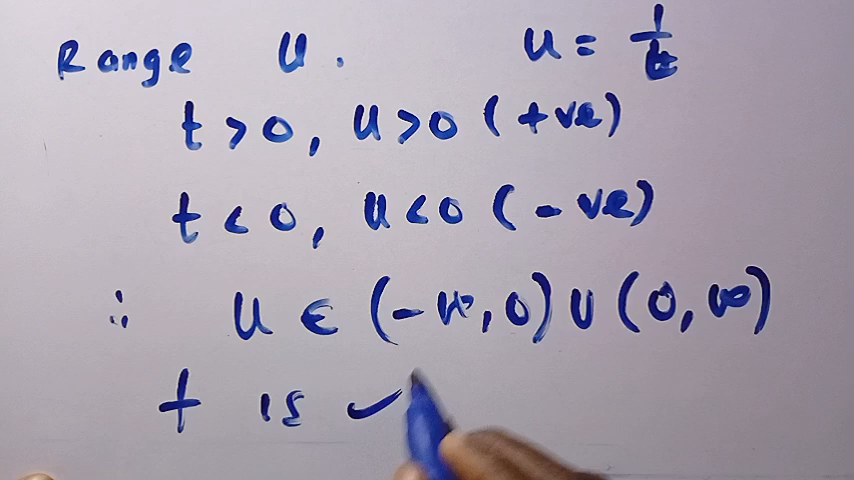 Range U. u = 1/t
t > 0, u > 0 (+ve)
t < 0, u < 0 (-ve)
∴ u ∈ (-∞, 0) ∪ (0, ∞)
t is